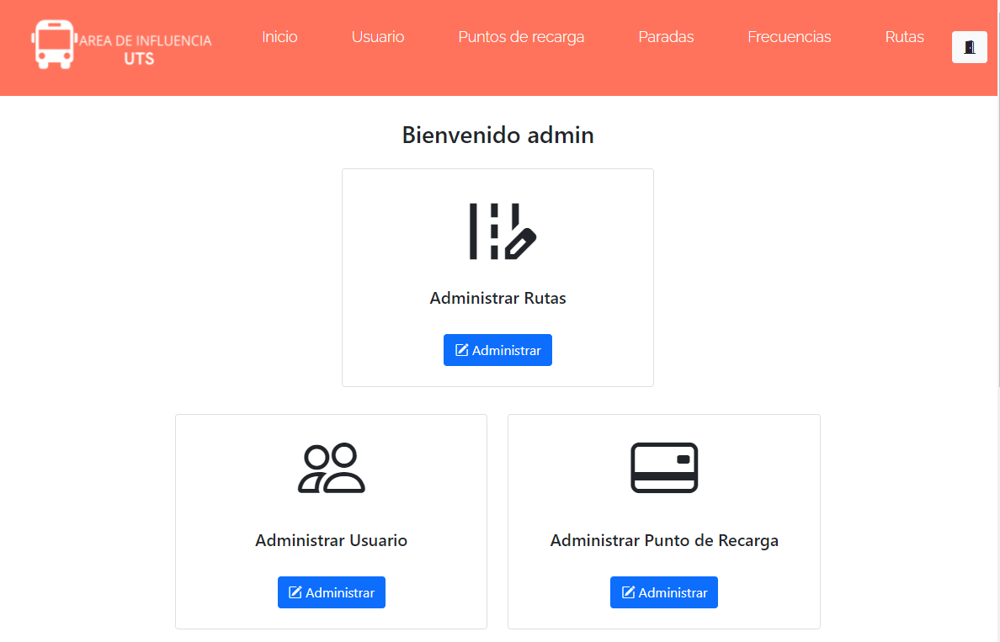 AREA DE INFLUENCIA
UTS
Inicio
Usuario
Puntos de recarga
Paradas
Frecuencias
Rutas
Bienvenido admin
Administrar Rutas
Administrar
Administrar Usuario
Administrar
Administrar Punto de Recarga
Administrar